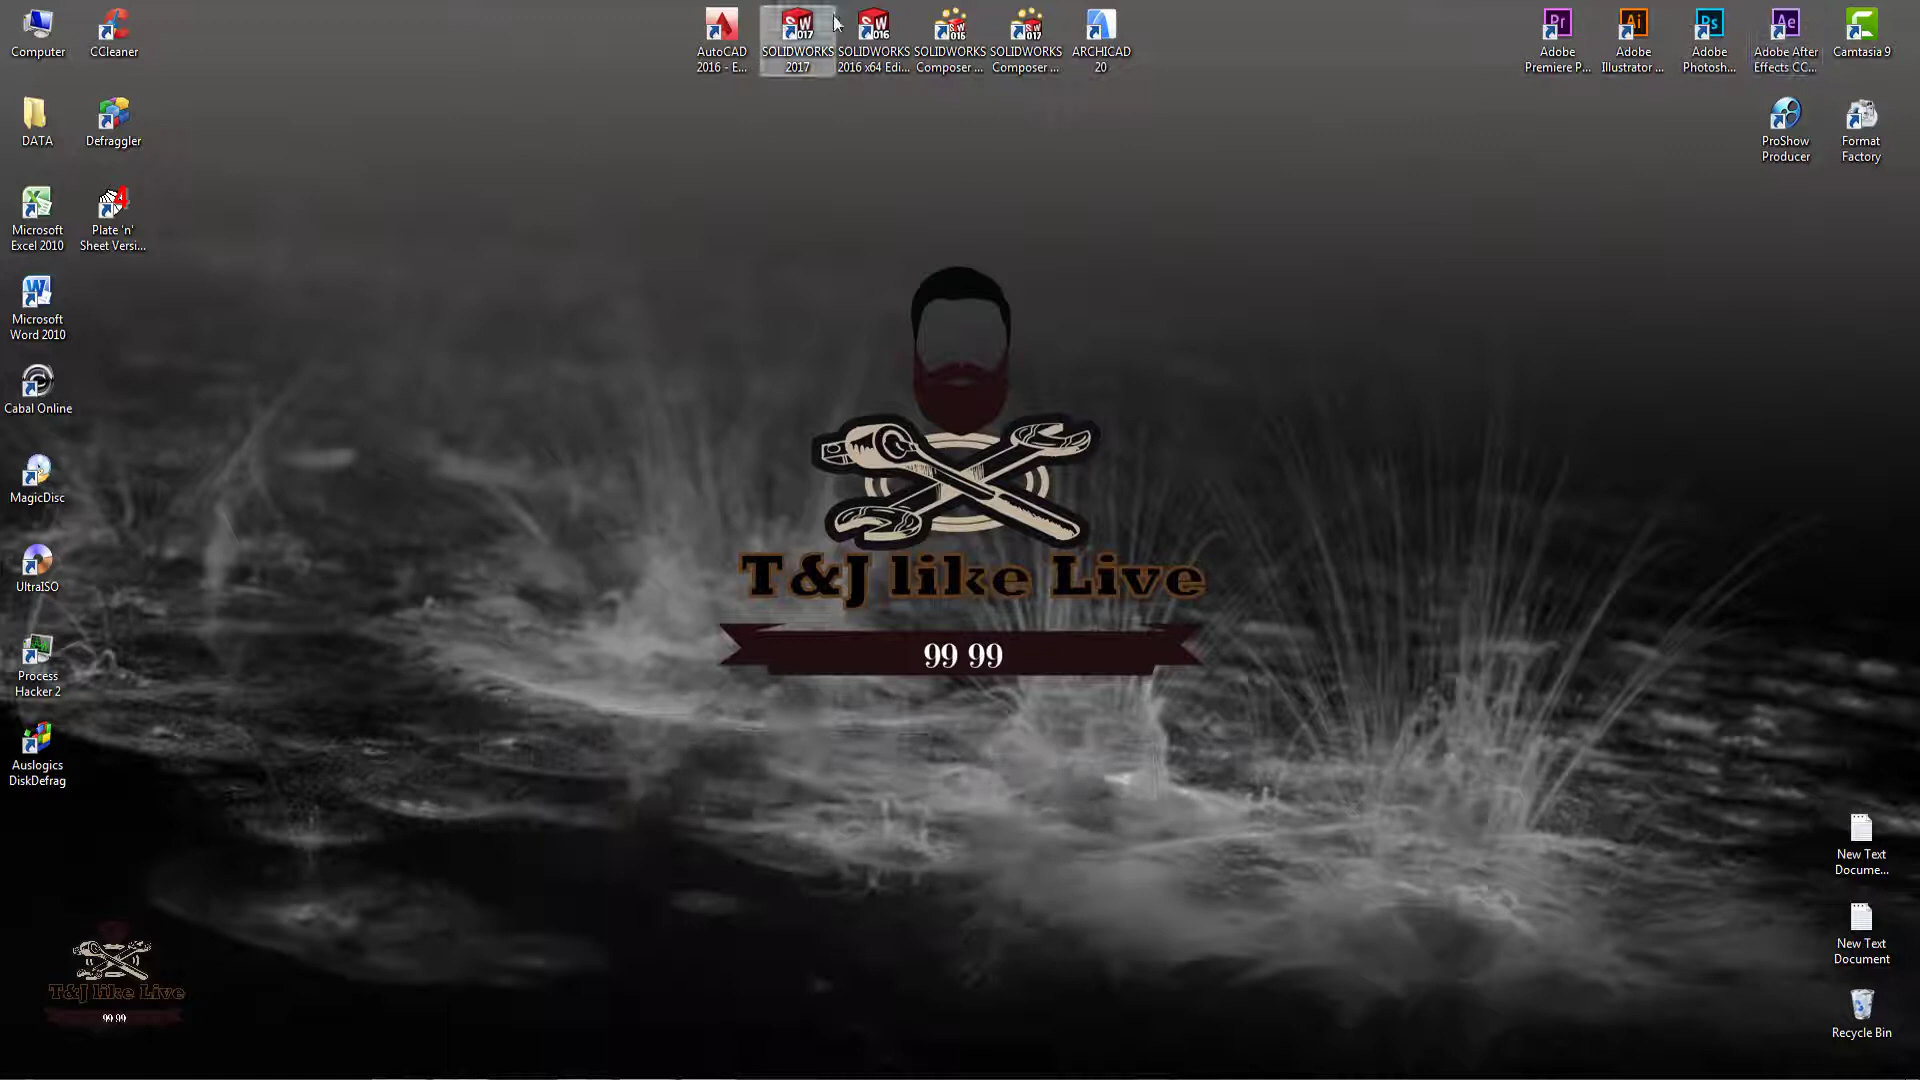 Computer
CCleaner
AutoCAD
2016 - E...
SOLIDWORKS
2017
SOLIDWORKS
2016 x64 Edi...
SOLIDWORKS
Composer ...
SOLIDWORKS
Composer ...
ARCHICAD
20
Adobe
Premiere P...
Adobe
Illustrator ...
Adobe
Photosh...
Adobe After
Effects CC...
Camtasia 9
DATA
Defraggler
ProShow
Producer
Format
Factory
Microsoft
Excel 2010
Plate 'n'
Sheet Versi...
Microsoft
Word 2010
Cabal Online
MagicDisc
UltraISO
Process
Hacker 2
Auslogics
DiskDefrag
T&J like Live
99 99
New Text
Docume...
New Text
Document
Recycle Bin
T&J like Live
99 99